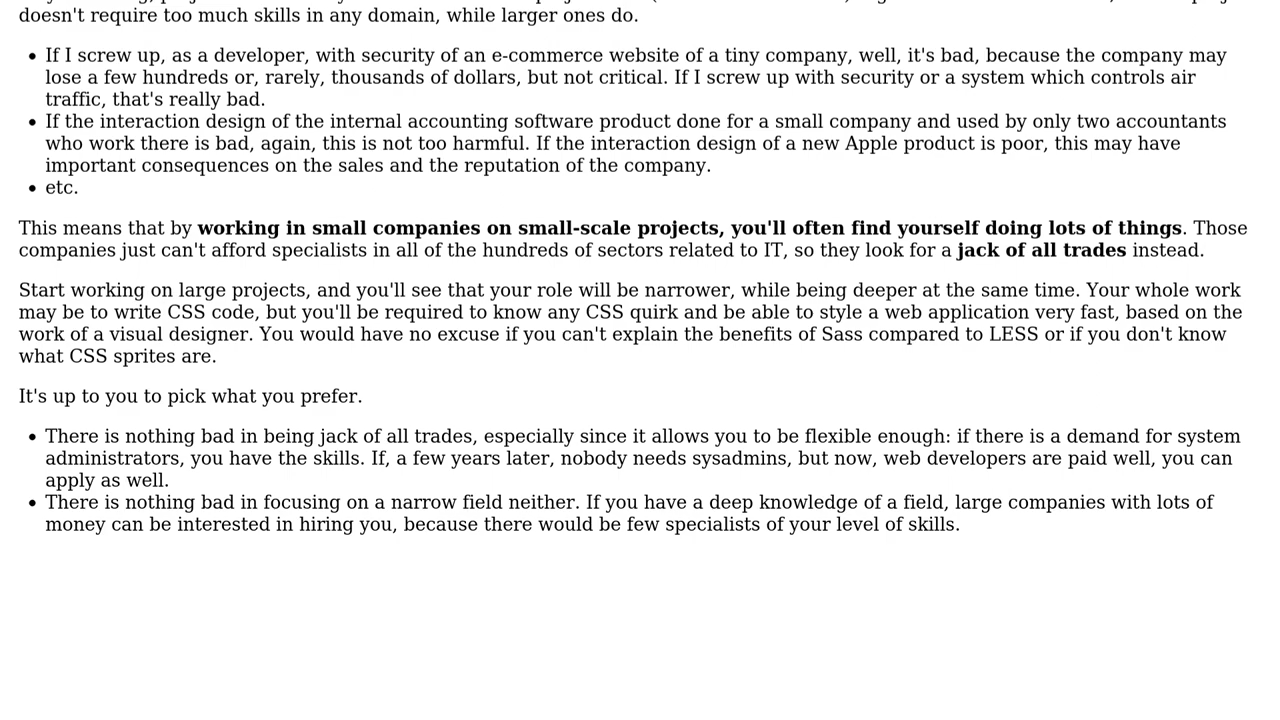 doesn't require too much skills in any domain, while larger ones do.
• If I screw up, as a developer, with security of an e-commerce website of a tiny company, well, it's bad, because the company may
lose a few hundreds or, rarely, thousands of dollars, but not critical. If I screw up with security or a system which controls air
traffic, that's really bad.
• If the interaction design of the internal accounting software product done for a small company and used by only two accountants
who work there is bad, again, this is not too harmful. If the interaction design of a new Apple product is poor, this may have
important consequences on the sales and the reputation of the company.
• etc.
This means that by working in small companies on small-scale projects, you'll often find yourself doing lots of things. Those
companies just can't afford specialists in all of the hundreds of sectors related to IT, so they look for a jack of all trades instead.
Start working on large projects, and you'll see that your role will be narrower, while being deeper at the same time. Your whole work
may be to write CSS code, but you'll be required to know any CSS quirk and be able to style a web application very fast, based on the
work of a visual designer. You would have no excuse if you can't explain the benefits of Sass compared to LESS or if you don't know
what CSS sprites are.
It's up to you to pick what you prefer.
• There is nothing bad in being jack of all trades, especially since it allows you to be flexible enough: if there is a demand for system
administrators, you have the skills. If, a few years later, nobody needs sysadmins, but now, web developers are paid well, you can
apply as well.
• There is nothing bad in focusing on a narrow field neither. If you have a deep knowledge of a field, large companies with lots of
money can be interested in hiring you, because there would be few specialists of your level of skills.